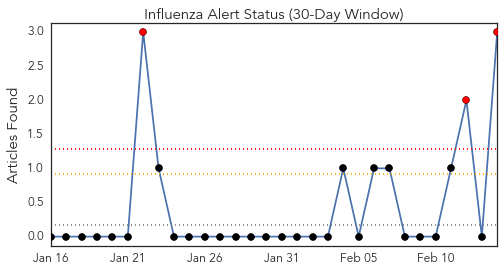 Influenza Alert Status (30-Day Window)
Articles Found
3.0
2.5
2.0
1.5
1.0
0.5
0.0
Jan 16 Jan 21 Jan 26 Jan 31 Feb 05 Feb 10